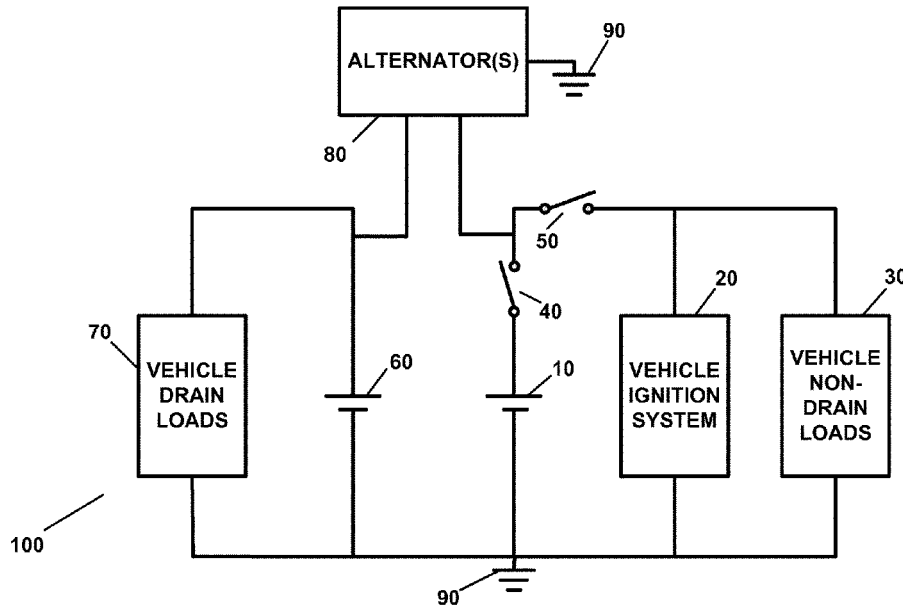 90
ALTERNATOR(S)
80
50
20
30
40
70
VEHICLE
DRAIN
LOADS
60
10
VEHICLE
IGNITION
SYSTEM
VEHICLE
NON-
DRAIN
LOADS
100
90